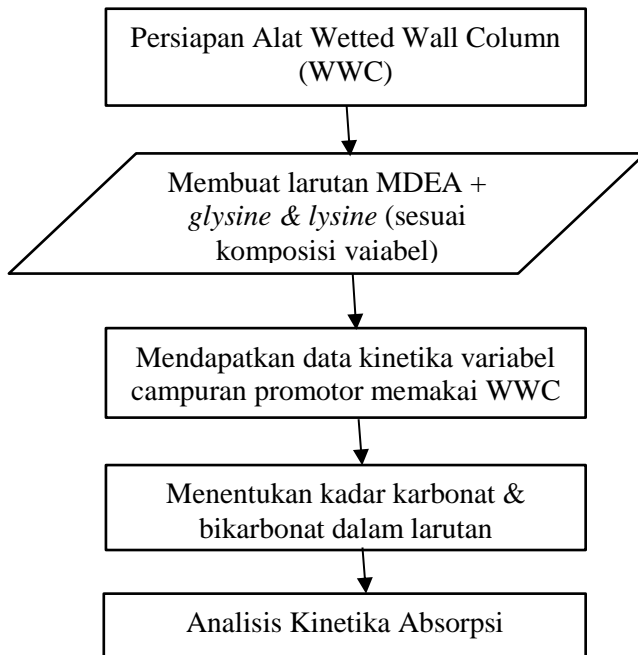 Persiapan Alat Wetted Wall Column
(WWC)
Membuat larutan MDEA +
glysine & lysine (sesuai
komposisi vaiabel)
Mendapatkan data kinetika variabel
campuran promotor memakai WWC
Menentukan kadar karbonat &
bikarbonat dalam larutan
Analisis Kinetika Absorpsi